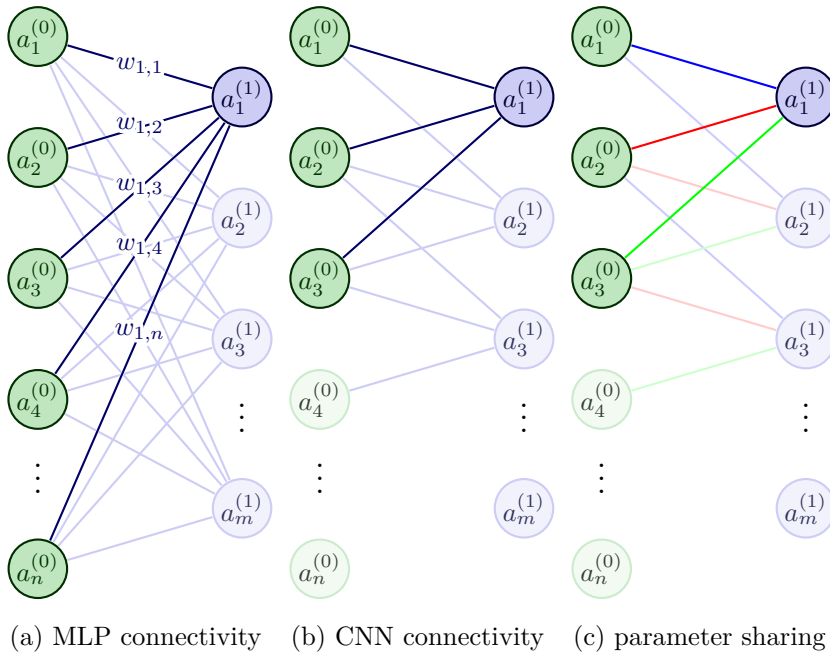 a_1^{(0)}
a_2^{(0)}
a_3^{(0)}
a_4^{(0)}
⋮
a_n^{(0)}
w_{1,1}
w_{1,2}
w_{1,3}
w_{1,4}
w_{1,n}
a_1^{(1)}
a_2^{(1)}
a_3^{(1)}
⋮
a_m^{(1)}
(a) MLP connectivity
a_1^{(0)}
a_2^{(0)}
a_3^{(0)}
a_4^{(0)}
⋮
a_n^{(0)}
a_1^{(1)}
a_2^{(1)}
a_3^{(1)}
⋮
a_m^{(1)}
(b) CNN connectivity
a_1^{(0)}
a_2^{(0)}
a_3^{(0)}
a_4^{(0)}
⋮
a_n^{(0)}
a_1^{(1)}
a_2^{(1)}
a_3^{(1)}
⋮
a_m^{(1)}
(c) parameter sharing